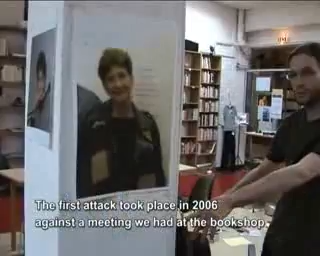 The first attack took place in 2006
against a meeting we had at the bookshop.